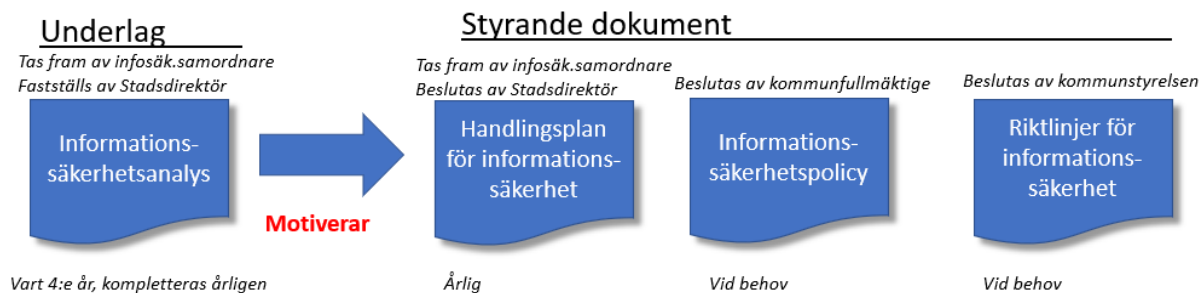 Underlag
Styrande dokument
Tas fram av infosäk.samordnare
Fastställs av Stadsdirektör
Informations-
säkerhetsanalys
Vart 4:e år, kompletteras årligen
Motiverar
Tas fram av infosäk.samordnare
Beslutas av Stadsdirektör
Handlingsplan
för informations-
säkerhet
Årlig
Beslutas av kommunfullmäktige
Informations-
säkerhetspolicy
Vid behov
Beslutas av kommunstyrelsen
Riktlinjer för
informations-
säkerhet
Vid behov